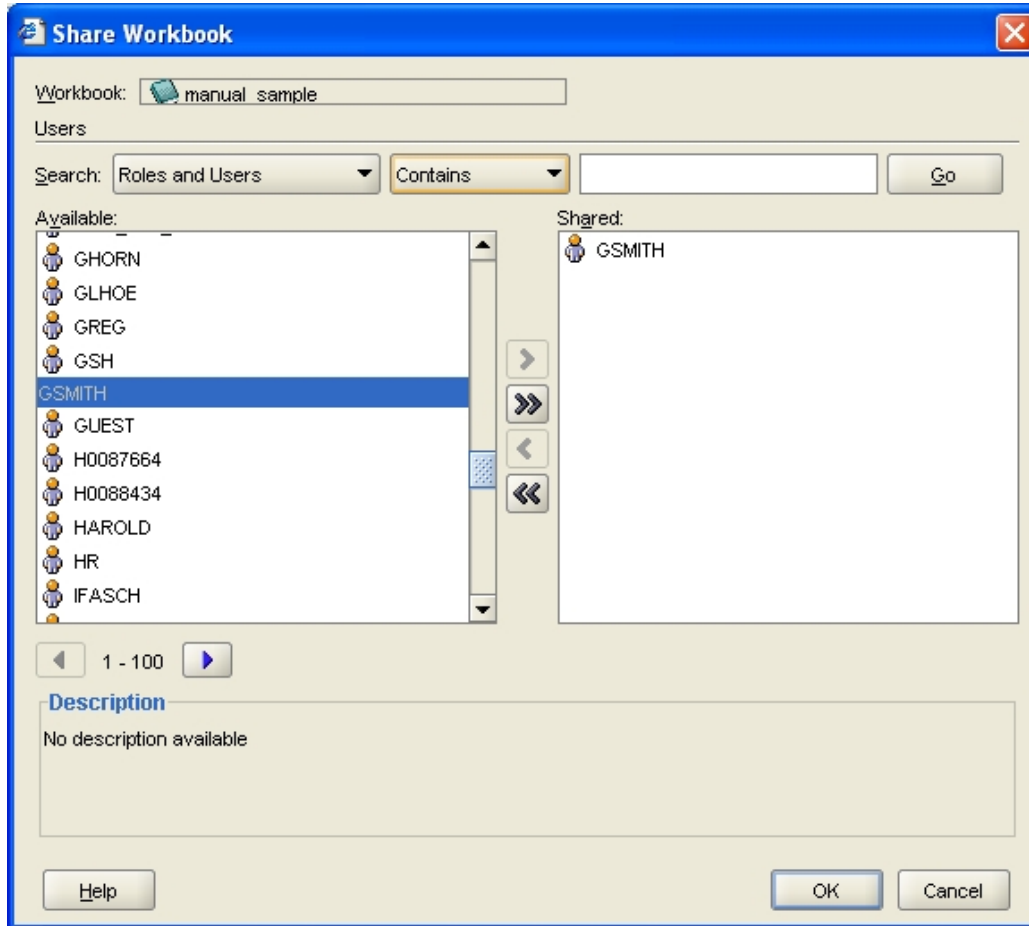 Share Workbook
Workbook: manual_sample
Users
Search: Roles and Users Contains Go
Available: Shared:
GHORN GSMITH
GLHOE
GREG
GSH
GSMITH
GUEST
H0087664
H0088434
HAROLD
HR
IFASCH
1 - 100
Description
No description available
Help OK Cancel